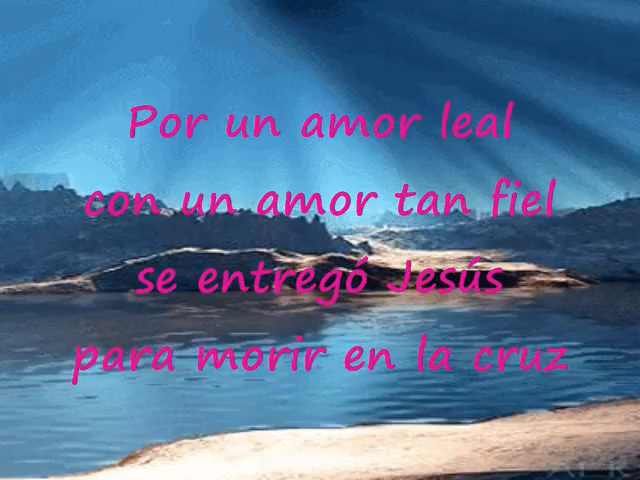 Por un amor leal
con un amor tan fiel
se entregó Jesús
para morir en la cruz